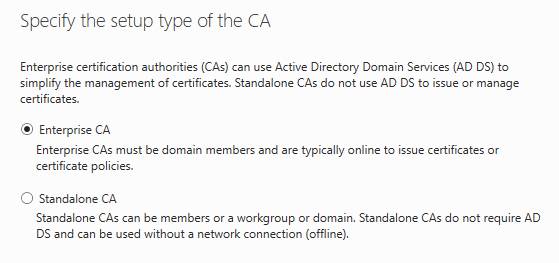 Specify the setup type of the CA
Enterprise certification authorities (CAs) can use Active Directory Domain Services (AD DS) to
simplify the management of certificates. Standalone CAs do not use AD DS to issue or manage
certificates.
Enterprise CA
Enterprise CAs must be domain members and are typically online to issue certificates or
certificate policies.
Standalone CA
Standalone CAs can be members or a workgroup or domain. Standalone CAs do not require AD
DS and can be used without a network connection (offline).